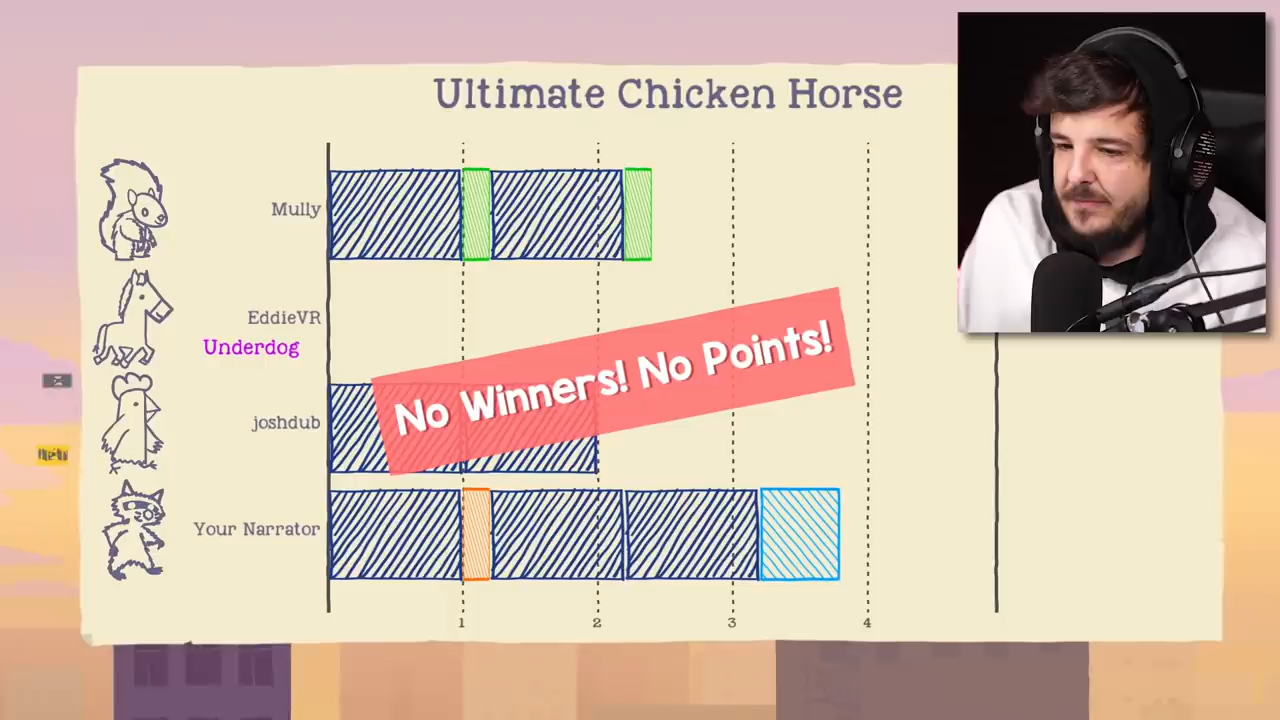 Ultimate Chicken Horse
Mully
EddieVR
Underdog
joshdub
Your Narrator
No Winners! No Points!
1 2 3 4